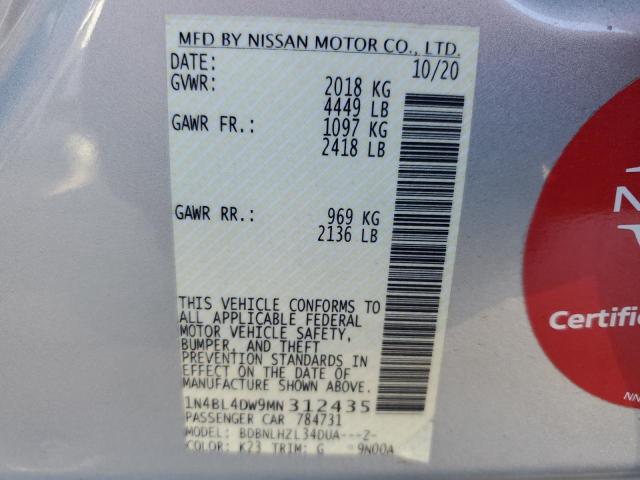 MFD BY NISSAN MOTOR CO., LTD.
DATE: 10/20
GVWR: 2018 KG
4449 LB
GAWR FR.: 1097 KG
2418 LB
GAWR RR.: 969 KG
2136 LB
THIS VEHICLE CONFORMS TO
ALL APPLICABLE FEDERAL
MOTOR VEHICLE SAFETY,
BUMPER, AND THEFT
PREVENTION STANDARDS IN
EFFECT ON THE DATE OF
MANUFACTURE SHOWN ABOVE.
1N4BL4DW9MN312435
PASSENGER CAR 784731
MODEL: BDBNLHZL34DUA---Z-
COLOR: K23 TRIM: G 9N00A
N
Certifie
NN